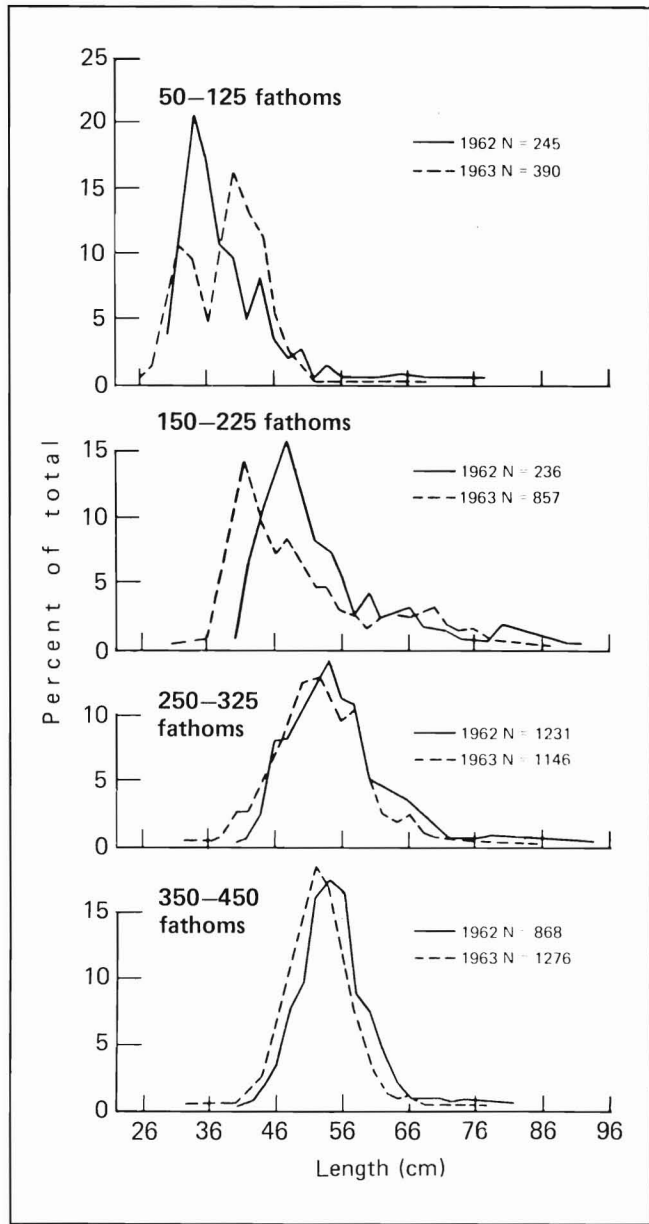 25
20
15
10
5
0
50–125 fathoms
1962 N = 245
1963 N = 390
150–225 fathoms
15
10
5
0
1962 N = 236
1963 N = 857
Percent of total
250–325
fathoms
10
5
0
1962 N = 1231
1963 N = 1146
350–450
fathoms
15
10
5
0
1962 N = 868
1963 N = 1276
26 36 46 56 66 76 86 96
Length (cm)